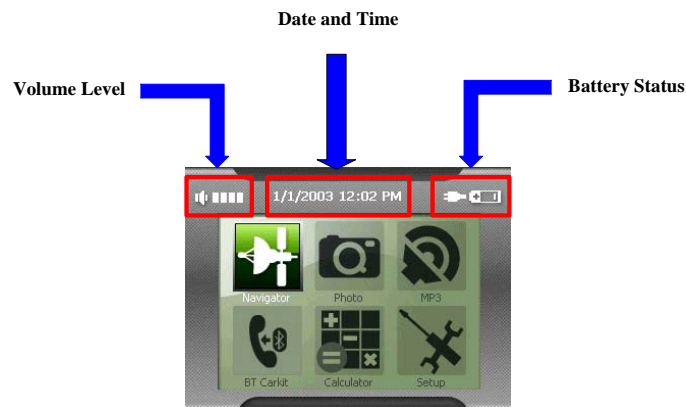 Date and Time
Volume Level
Battery Status
1/1/2003 12:02 PM
Navigator
Photo
MP3
BT Carkit
Calculator
Setup